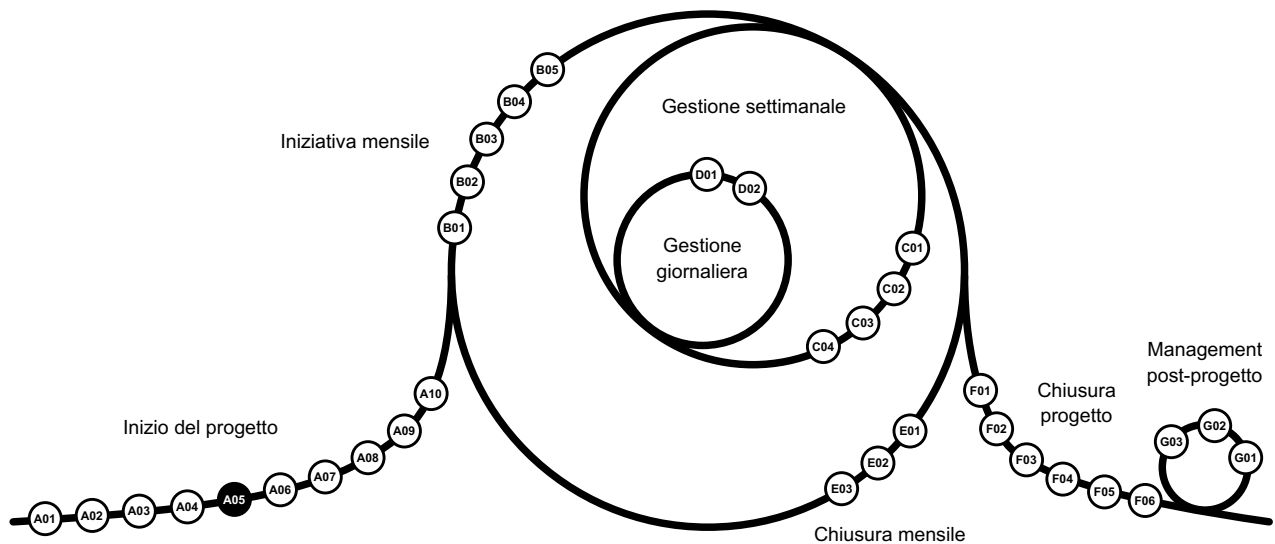 B05
B04
B03
B02
B01
Iniziativa mensile
Gestione settimanale
D01
D02
Gestione
giornaliera
C01
C02
C03
C04
Inizio del progetto
A01
A02
A03
A04
A05
A06
A07
A08
A09
A10
E01
E02
E03
Chiusura mensile
F01
F02
F03
F04
F05
F06
Chiusura
progetto
Management
post-progetto
G03
G02
G01